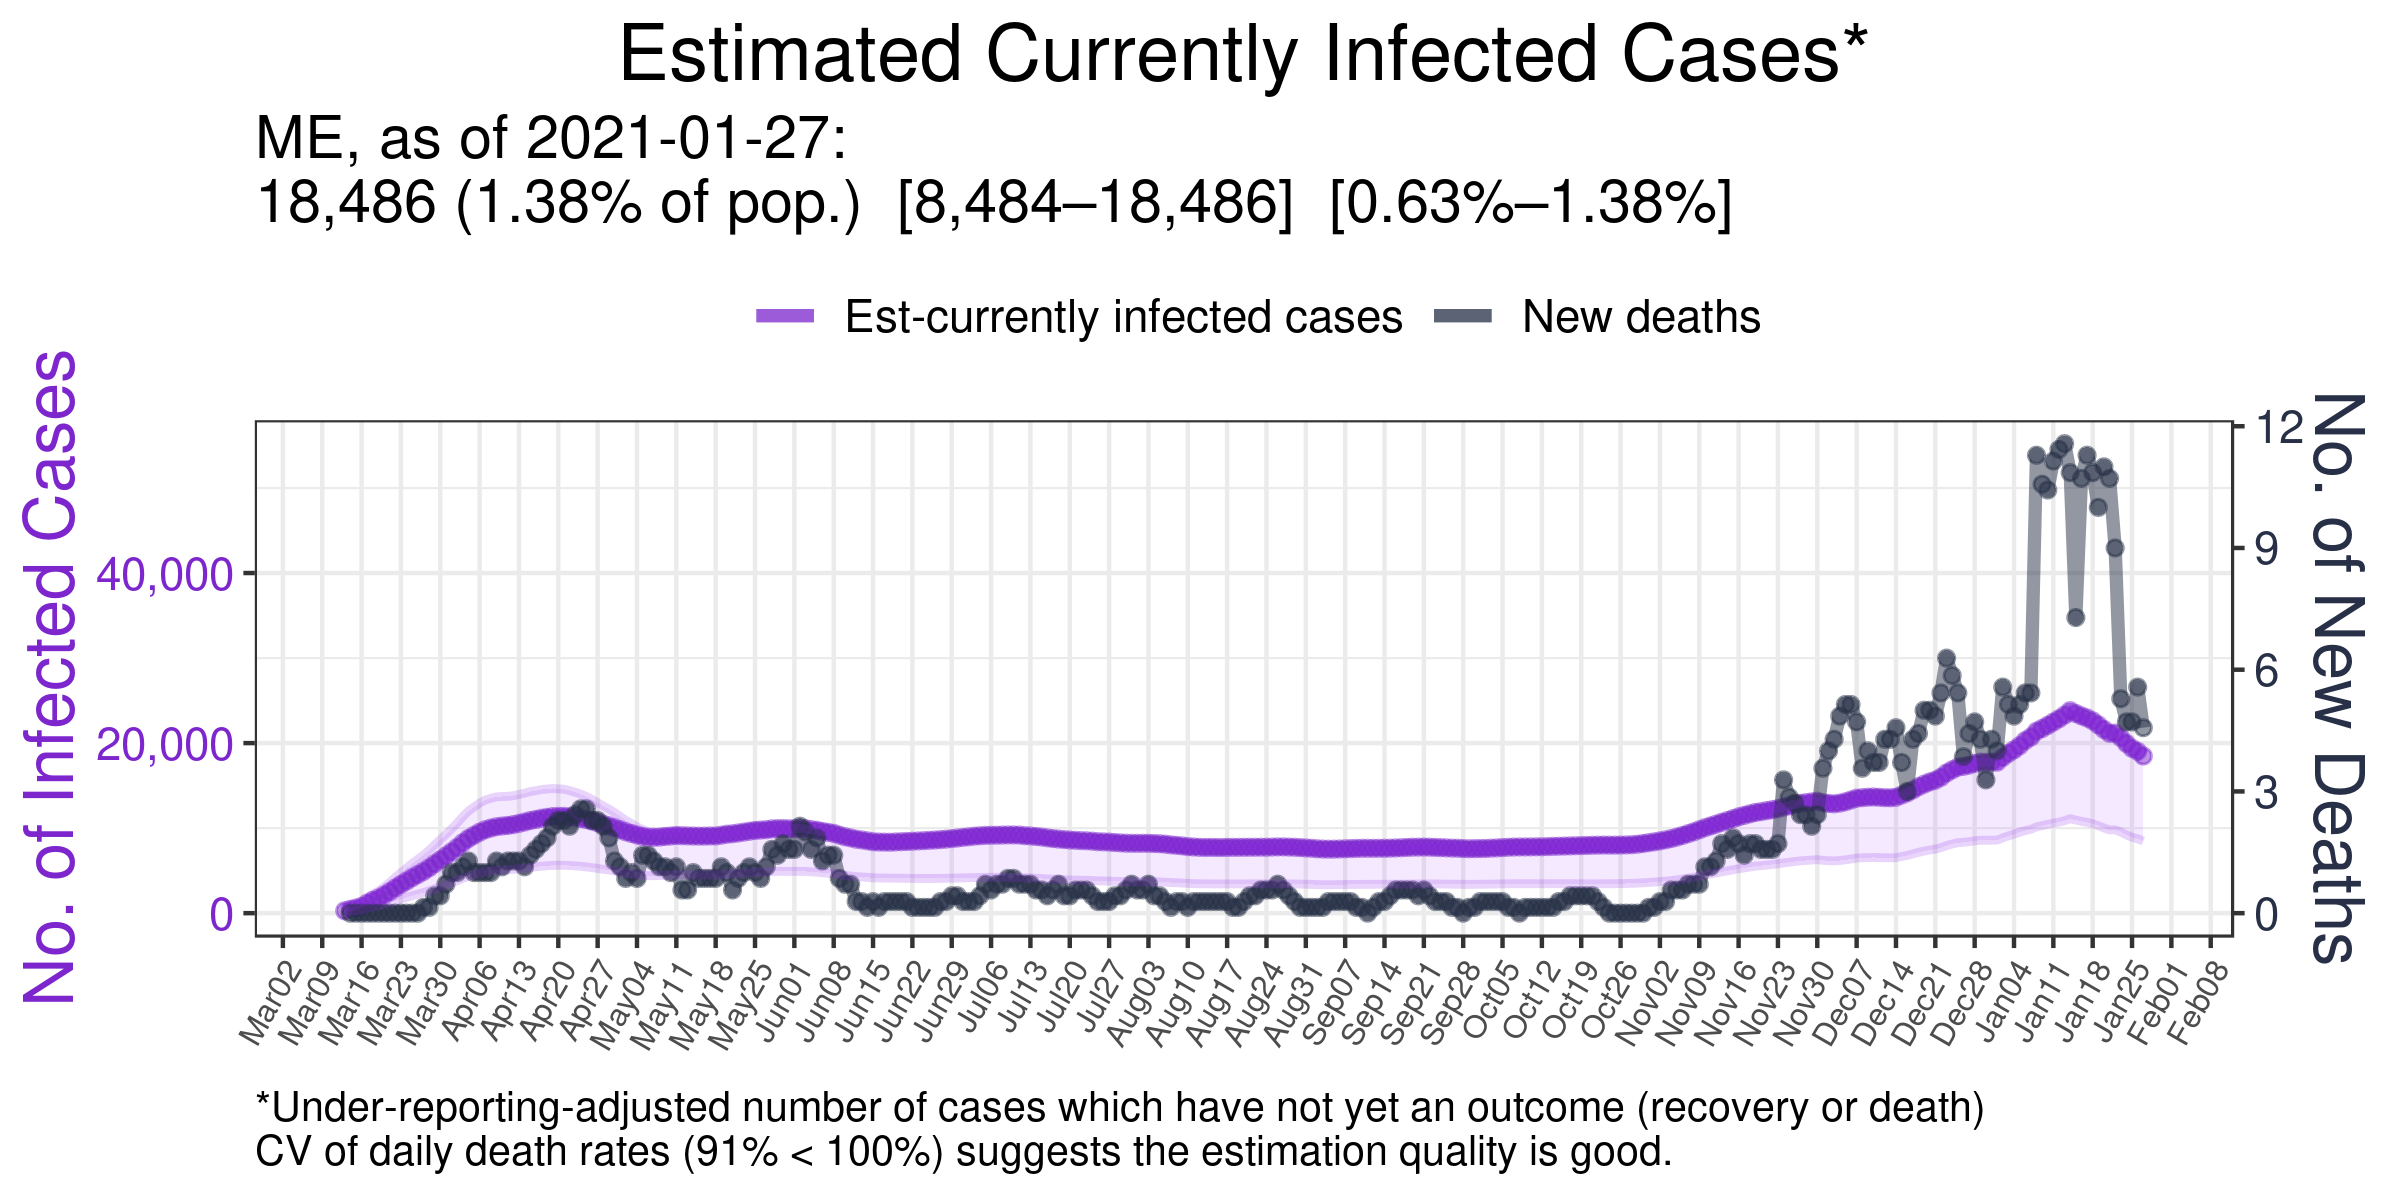 Estimated Currently Infected Cases*
ME, as of 2021-01-27:
18,486 (1.38% of pop.) [8,484–18,486] [0.63%–1.38%]
Est-currently infected cases
New deaths
No. of Infected Cases
40,000
20,000
0
12
9
6
3
0
No. of New Deaths
Mar02
Mar09
Mar16
Mar23
Mar30
Apr06
Apr13
Apr20
Apr27
May04
May11
May18
May25
Jun01
Jun08
Jun15
Jun22
Jun29
Jul06
Jul13
Jul20
Jul27
Aug03
Aug10
Aug17
Aug24
Aug31
Sep07
Sep14
Sep21
Sep28
Oct05
Oct12
Oct19
Oct26
Nov02
Nov09
Nov16
Nov23
Nov30
Dec07
Dec14
Dec21
Dec28
Jan04
Jan11
Jan18
Jan25
Feb01
Feb08
*Under-reporting-adjusted number of cases which have not yet an outcome (recovery or death)
CV of daily death rates (91% < 100%) suggests the estimation quality is good.